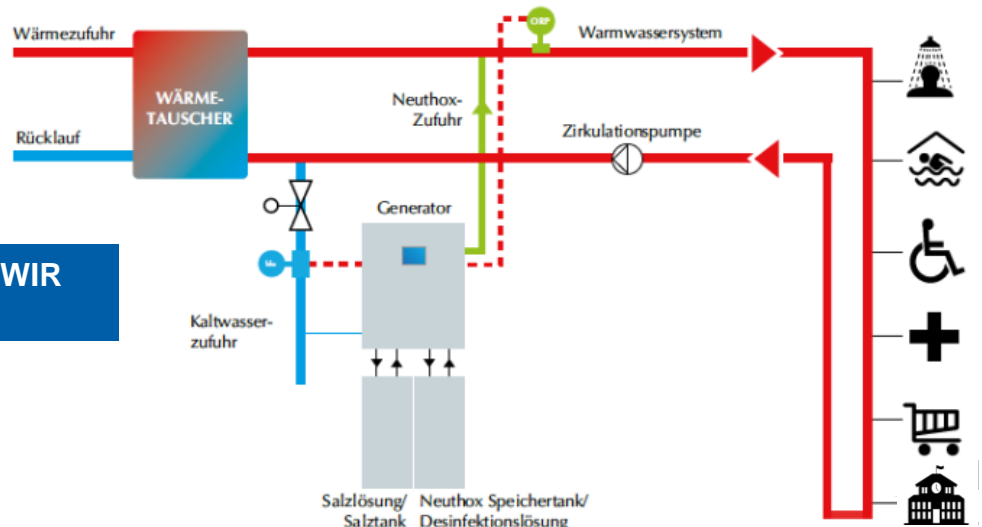 Wärmezufuhr
WÄRME-
TAUSCHER
Rücklauf
ORP
Warmwassersystem
Neuthox-
Zufuhr
Zirkulationspumpe
Generator
WIR
Kaltwasser-
zufuhr
Salzlösung/
Salztank
Neuthox Speichertank/
Desinfektionslösung